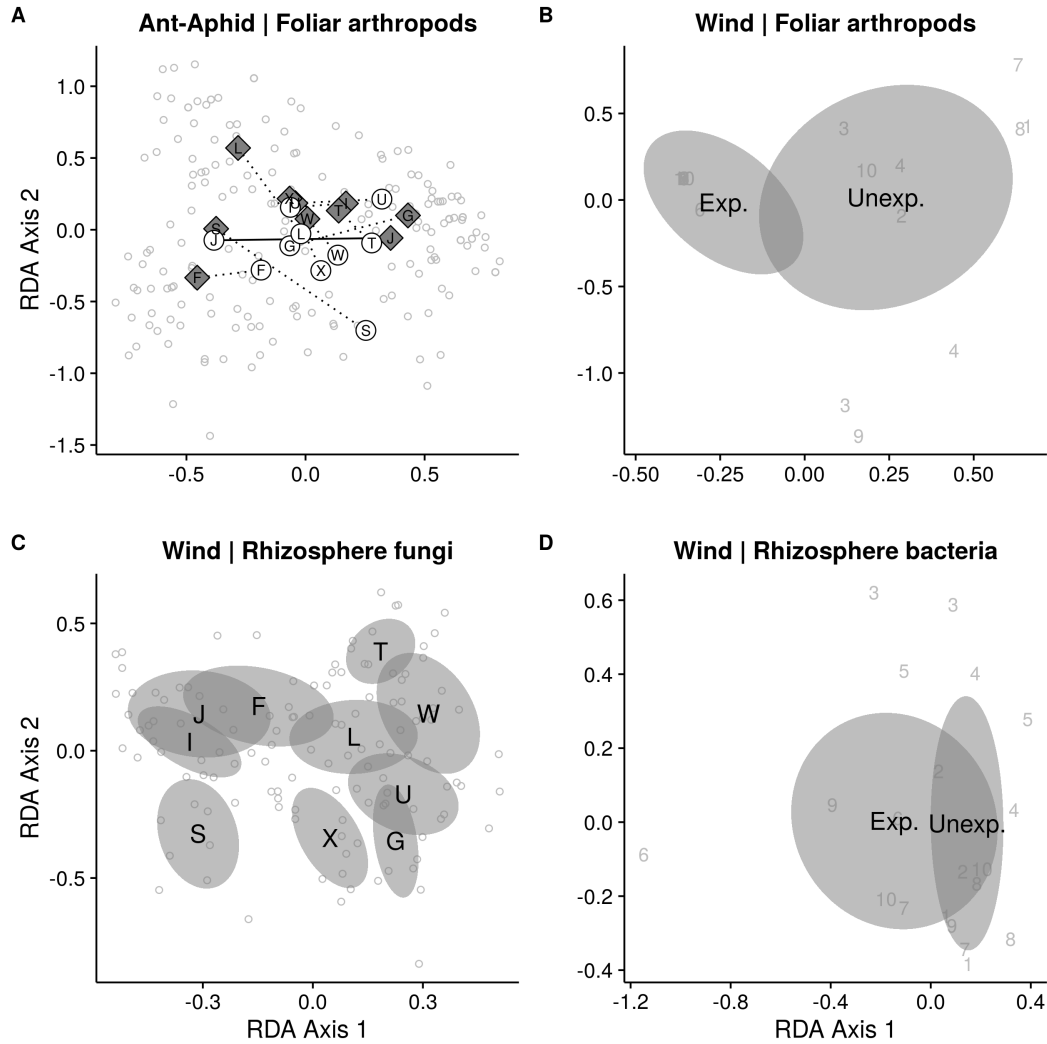 A
Ant-Aphid | Foliar arthropods
RDA Axis 2
1.0
0.5
0.0
-0.5
-1.0
-1.5
L
X
U
T
I
W
G
S
J
L
J
G
T
W
F
F
X
S
-0.5
0.0
0.5
B
Wind | Foliar arthropods
0.5
0.0
-0.5
-1.0
7
3
8
1
10
4
Exp.
Unexp.
6
2
4
3
9
-0.50
-0.25
0.00
0.25
0.50
C
Wind | Rhizosphere fungi
RDA Axis 2
0.5
0.0
-0.5
T
J
F
W
I
L
U
S
X
G
-0.3
0.0
0.3
RDA Axis 1
D
Wind | Rhizosphere bacteria
0.6
0.4
0.2
0.0
-0.2
-0.4
3
3
5
4
5
2
9
4
Exp.
Unexp.
6
2
10
8
10
7
9
8
7
1
-1.2
-0.8
-0.4
0.0
0.4
RDA Axis 1